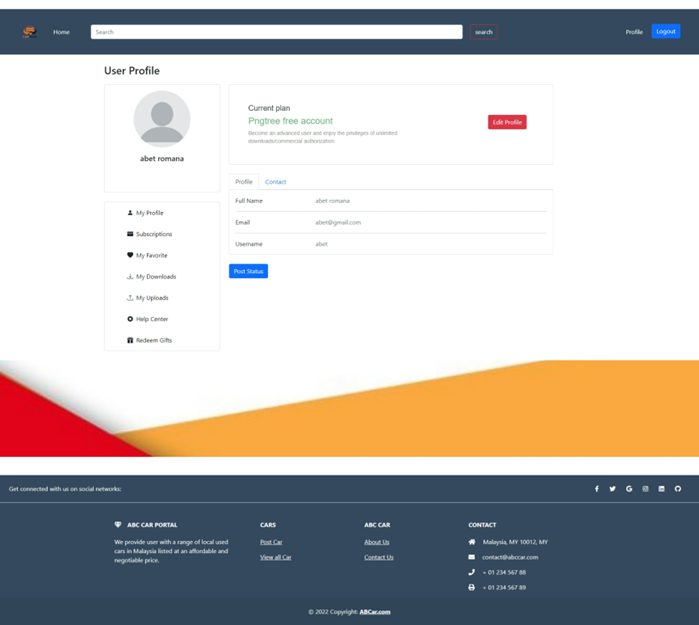 Home
Search
search
Profile
Logout
User Profile
abet romana
Current plan
Pngtree free account
Become an advanced user and enjoy the privileges of unlimited
downloads/commercial authorization
Edit Profile
My Profile
Subscriptions
My Favorite
My Downloads
My Uploads
Help Center
Redeem Gifts
Profile
Contact
Full Name abet romana
Email abet@gmail.com
Username abet
Post Status
Get connected with us on social networks:
ABC CAR PORTAL
We provide user with a range of local used
cars in Malaysia listed at an affordable and
negotiable price.
CARS
Post Car
View all Car
ABC CAR
About Us
Contact Us
CONTACT
Malaysia, MY 10012, MY
contact@abccar.com
+ 01 234 567 88
+ 01 234 567 89
© 2022 Copyright: ABCar.com